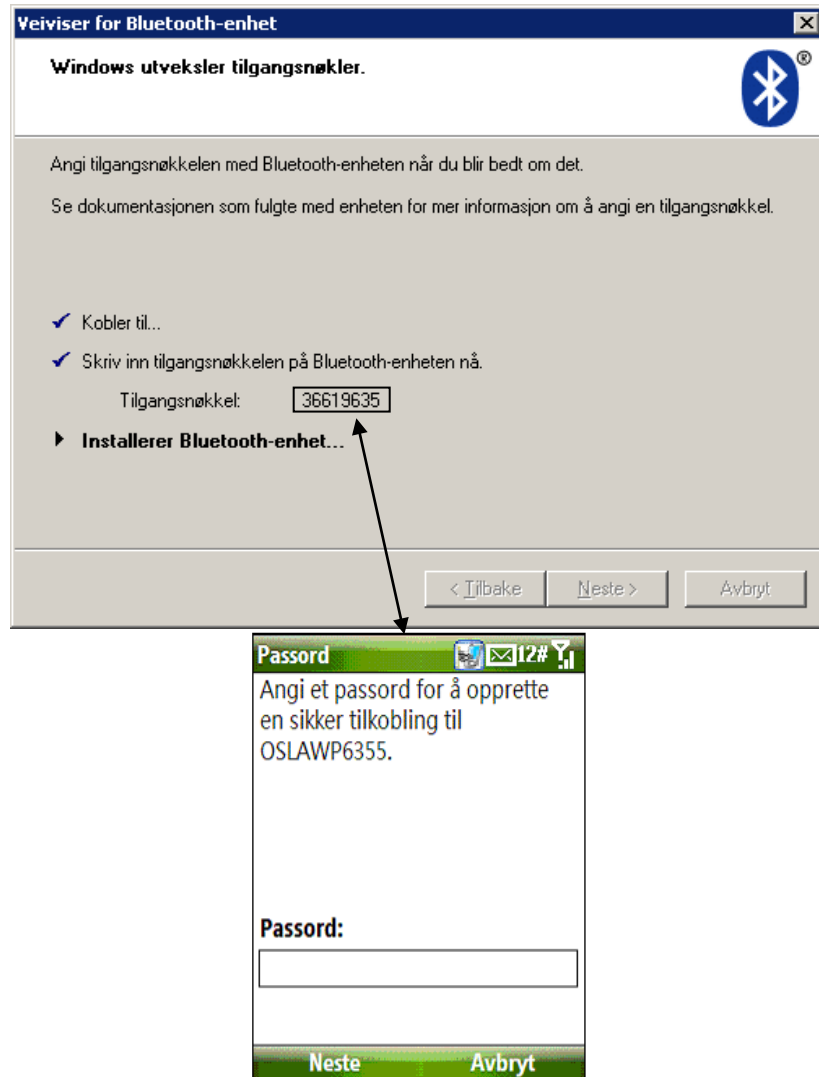 Veiviser for Bluetooth-enhet
Windows utveksler tilgangsnøkler.
®
Angi tilgangsnøkkelen med Bluetooth-enheten når du blir bedt om det.
Se dokumentasjonen som fulgte med enheten for mer informasjon om å angi en tilgangsnøkkel.
Kobler til...
Skriv inn tilgangsnøkkelen på Bluetooth-enheten nå.
Tilgangsnøkkel: 36619635
Installerer Bluetooth-enhet...
< Tilbake Neste > Avbryt
Passord 12#
Angi et passord for å opprette
en sikker tilkobling til
OSLAWP6355.
Passord:
Neste Avbryt